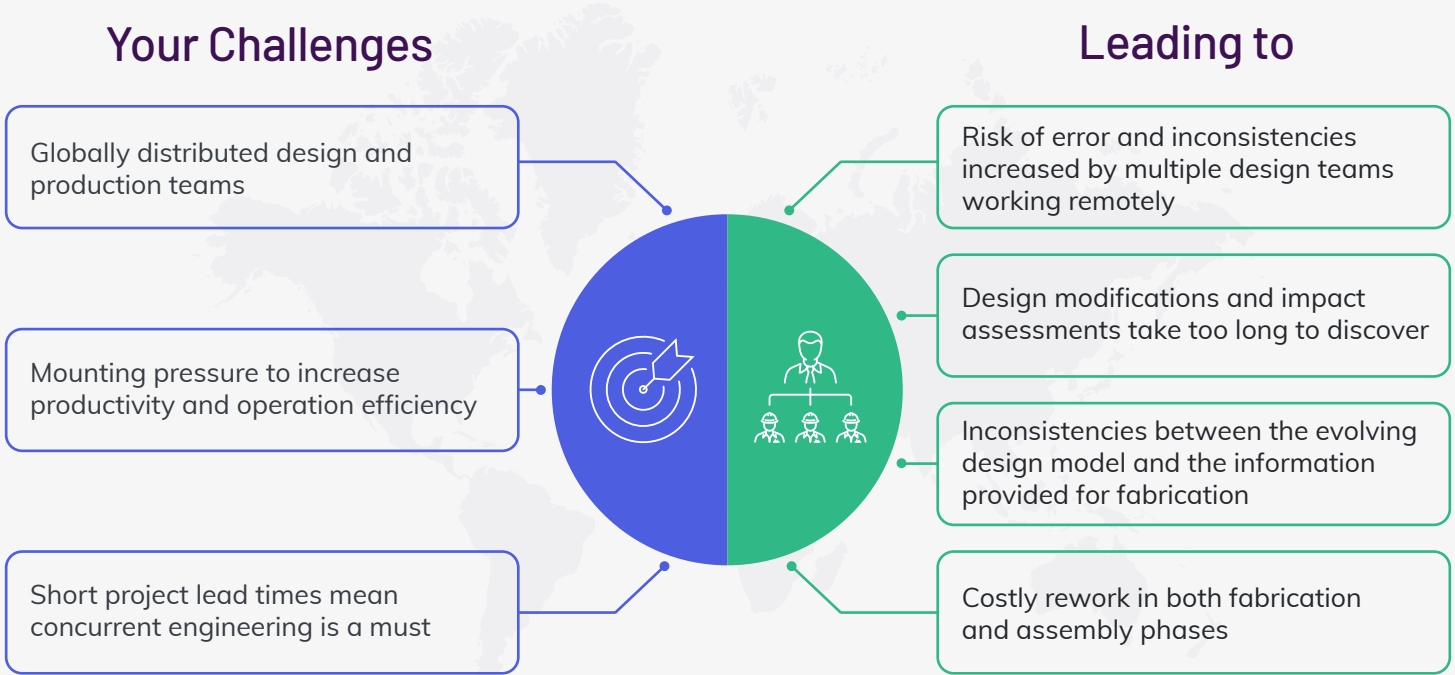 Your Challenges
Globally distributed design and
production teams
Mounting pressure to increase
productivity and operation efficiency
Short project lead times mean
concurrent engineering is a must
Leading to
Risk of error and inconsistencies
increased by multiple design teams
working remotely
Design modifications and impact
assessments take too long to discover
Inconsistencies between the evolving
design model and the information
provided for fabrication
Costly rework in both fabrication
and assembly phases